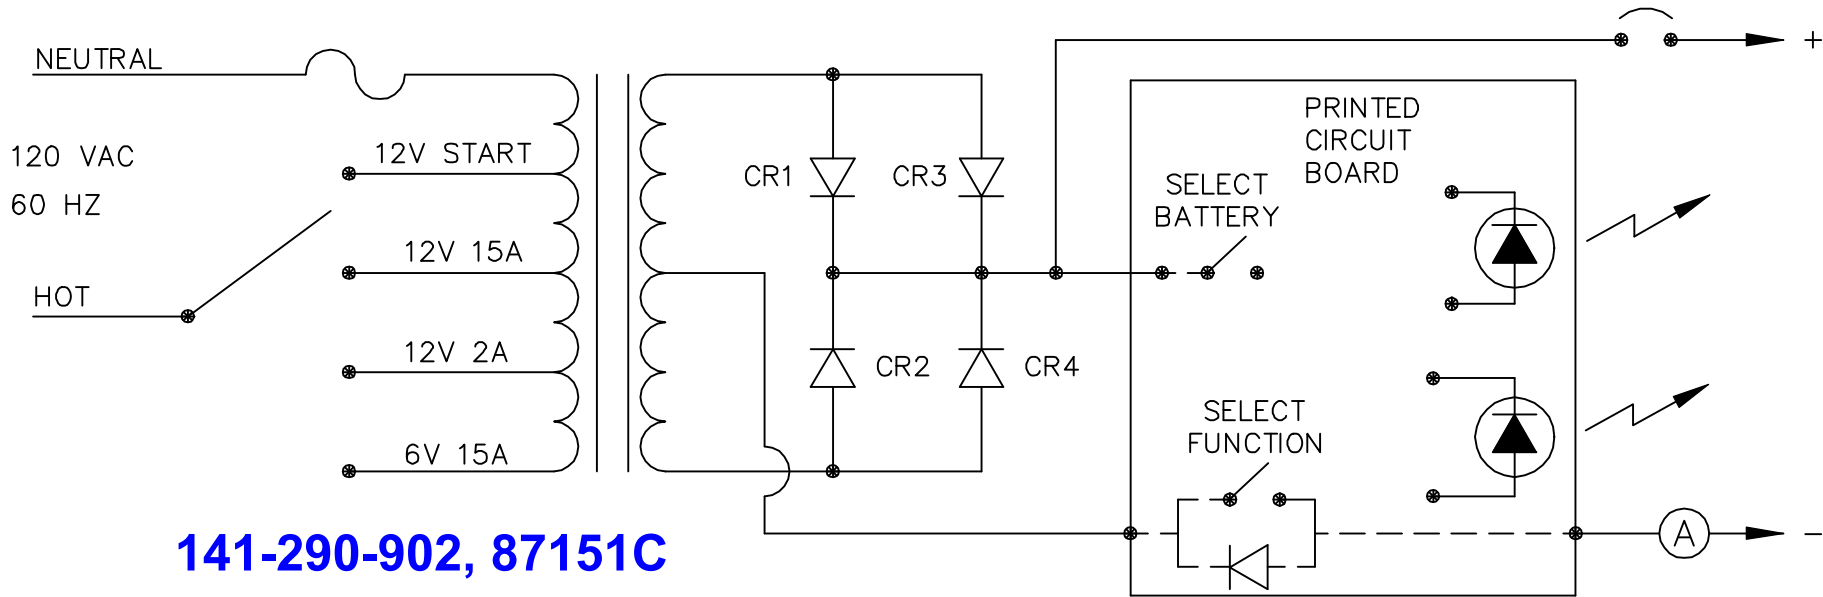 NEUTRAL
120 VAC
60 HZ
HOT
12V START
12V 15A
12V 2A
6V 15A
CR1
CR3
CR2
CR4
SELECT
BATTERY
PRINTED
CIRCUIT
BOARD
SELECT
FUNCTION
+
A
-
141-290-902, 87151C